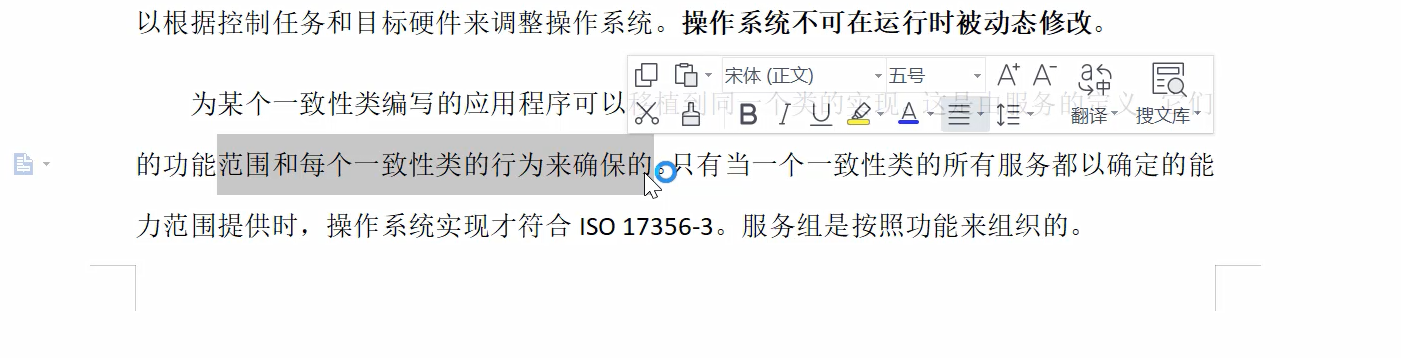 以根据控制任务和目标硬件来调整操作系统。操作系统不可在运行时被动态修改。
宋体 (正文) 五号 A+ A-
为某个一致性类编写的应用程序可以移植到同一个类的实现，这是由服务的定义、它们
B I U A 翻译 搜文库
的功能范围和每个一致性类的行为来确保的。只有当一个一致性类的所有服务都以确定的能
力范围提供时，操作系统实现才符合 ISO 17356-3。服务组是按照功能来组织的。